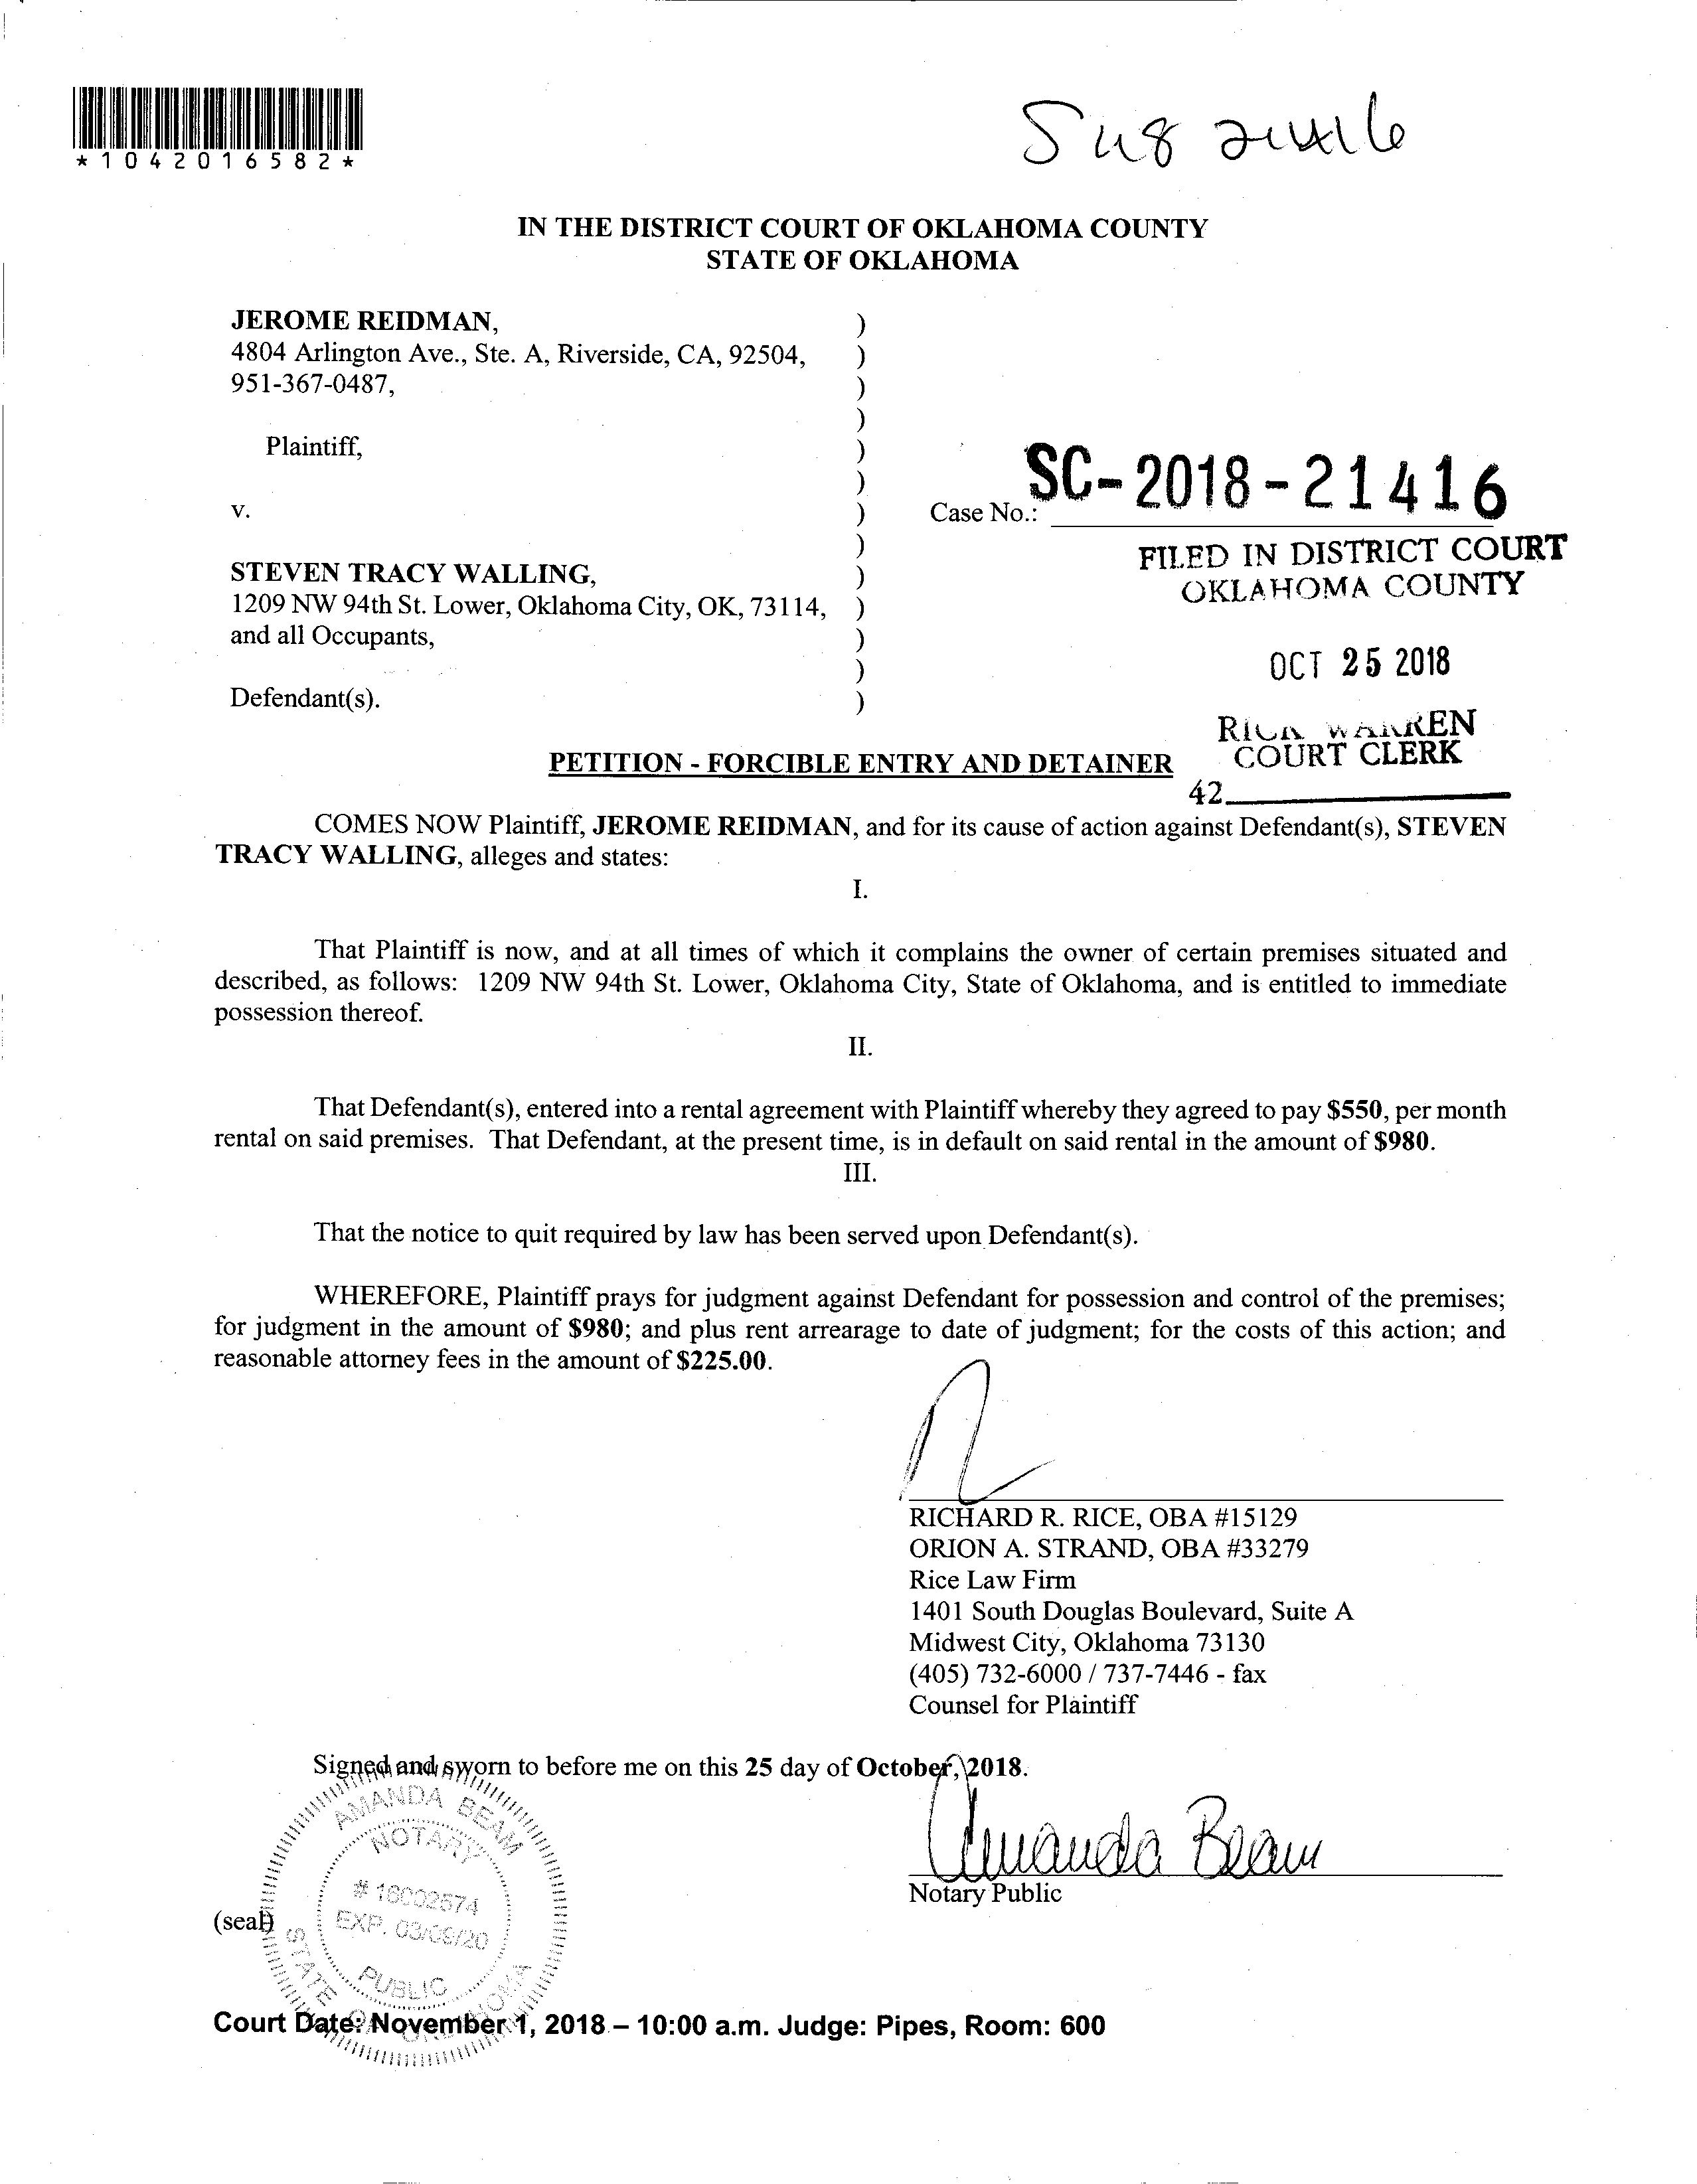 *1042016582*
IN THE DISTRICT COURT OF OKLAHOMA COUNTY
STATE OF OKLAHOMA
JEROME REIDMAN, )
4804 Arlington Ave., Ste. A, Riverside, CA, 92504, )
951-367-0487, )
)
Plaintiff, )
)
v. )
)
STEVEN TRACY WALLING, )
1209 NW 94th St. Lower, Oklahoma City, OK, 73114, )
and all Occupants, )
)
Defendant(s). )
Case No.: SC-2018-21416
FILED IN DISTRICT COURT
OKLAHOMA COUNTY
OCT 25 2018
RICK WARREN
COURT CLERK
42
PETITION - FORCIBLE ENTRY AND DETAINER
COMES NOW Plaintiff, JEROME REIDMAN, and for its cause of action against Defendant(s), STEVEN
TRACY WALLING, alleges and states:
I.
That Plaintiff is now, and at all times of which it complains the owner of certain premises situated and
described, as follows: 1209 NW 94th St. Lower, Oklahoma City, State of Oklahoma, and is entitled to immediate
possession thereof.
II.
That Defendant(s), entered into a rental agreement with Plaintiff whereby they agreed to pay $550, per month
rental on said premises. That Defendant, at the present time, is in default on said rental in the amount of $980.
III.
That the notice to quit required by law has been served upon Defendant(s).
WHEREFORE, Plaintiff prays for judgment against Defendant for possession and control of the premises;
for judgment in the amount of $980; and plus rent arrearage to date of judgment; for the costs of this action; and
reasonable attorney fees in the amount of $225.00.
RICHARD R. RICE, OBA #15129
ORION A. STRAND, OBA #33279
Rice Law Firm
1401 South Douglas Boulevard, Suite A
Midwest City, Oklahoma 73130
(405) 732-6000 / 737-7446 - fax
Counsel for Plaintiff
Signed and sworn to before me on this 25 day of October, 2018.
Amanda Beam
Notary Public
(seal)
AMANDA BEAM
NOTARY
# 16002574
EXP. 03/09/20
PUBLIC
STATE OF OKLAHOMA
Court Date: November 1, 2018 – 10:00 a.m. Judge: Pipes, Room: 600